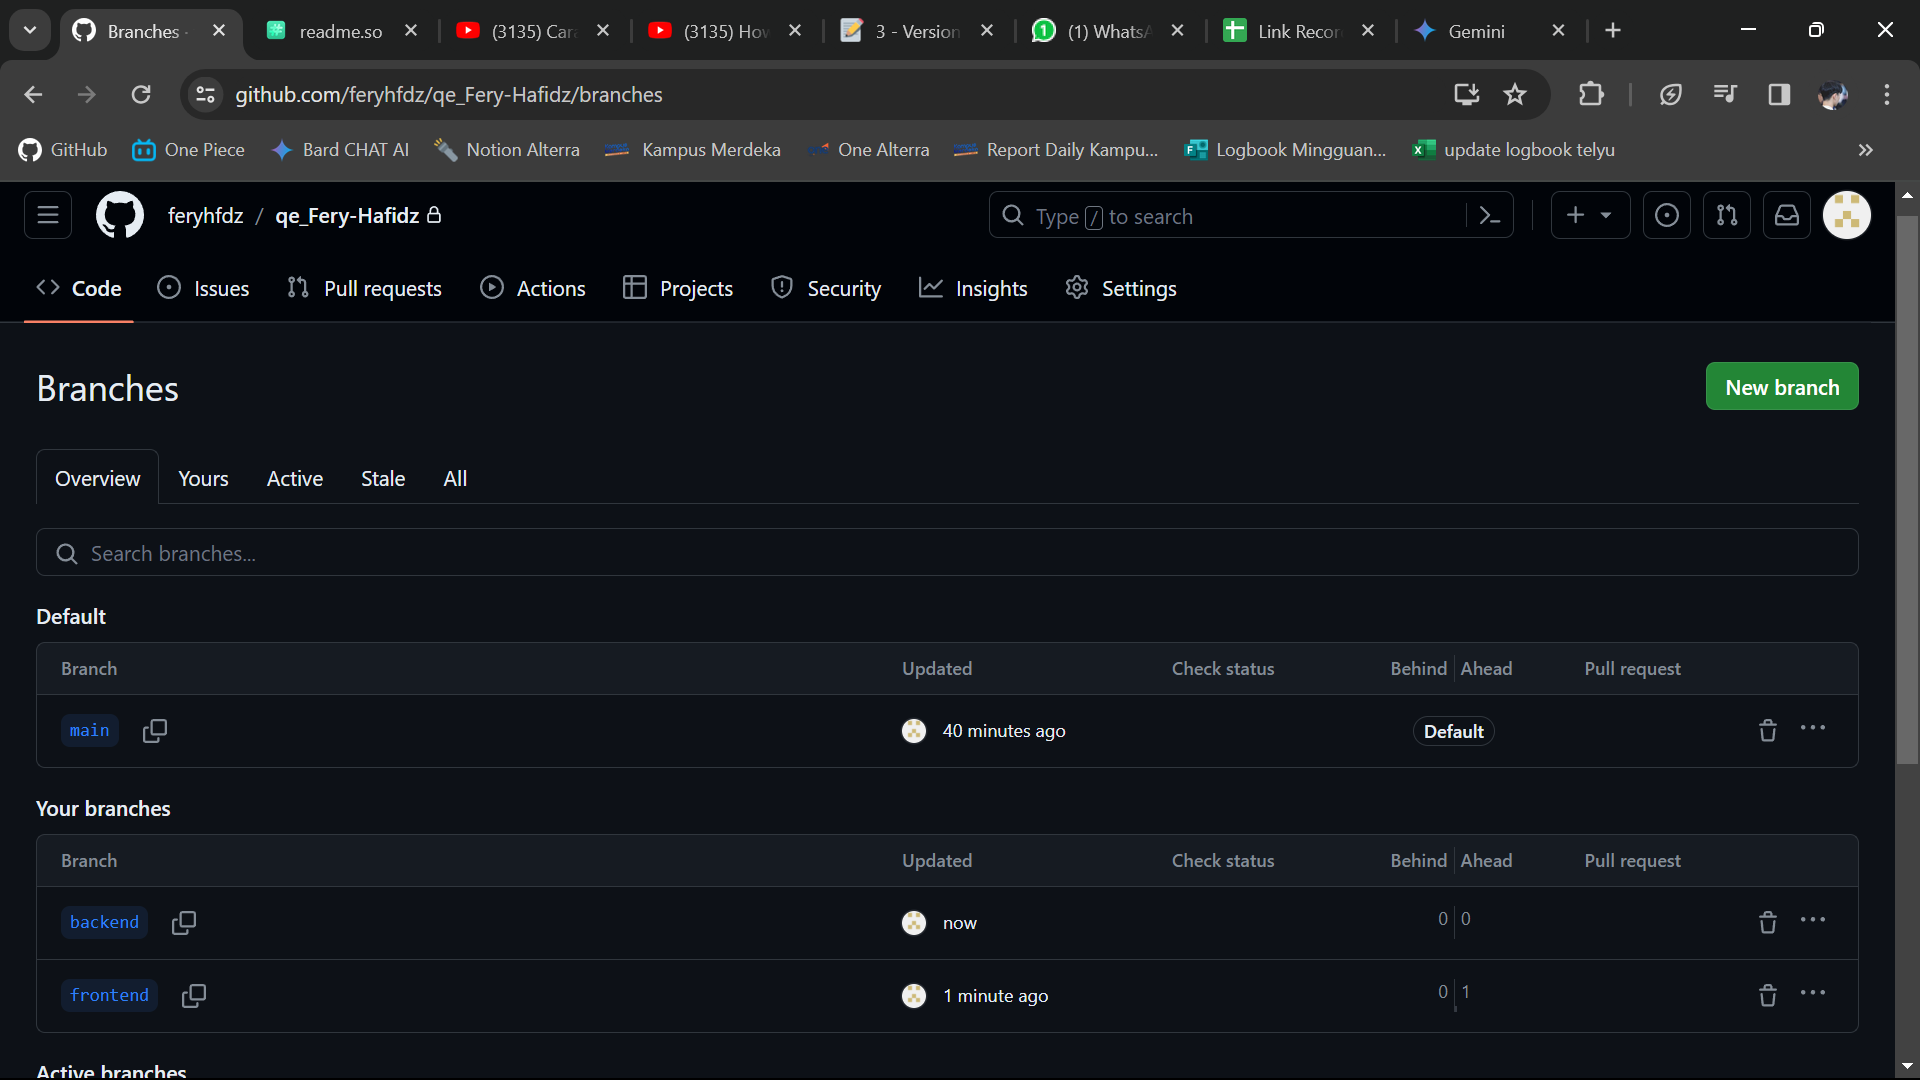 Branches ·
readme.so
(3135) Cara
(3135) How
3 - Version
(1) WhatsA
Link Recor
Gemini
github.com/feryhfdz/qe_Fery-Hafidz/branches
GitHub
One Piece
Bard CHAT AI
Notion Alterra
Kampus Merdeka
One Alterra
Report Daily Kampu...
Logbook Mingguan...
update logbook telyu
feryhfdz / qe_Fery-Hafidz
Type / to search
Code
Issues
Pull requests
Actions
Projects
Security
Insights
Settings
Branches
New branch
Overview
Yours
Active
Stale
All
Search branches...
Default
Branch Updated Check status Behind Ahead Pull request
main 40 minutes ago Default
Your branches
Branch Updated Check status Behind Ahead Pull request
backend now 0 0
frontend 1 minute ago 0 1
Active branches